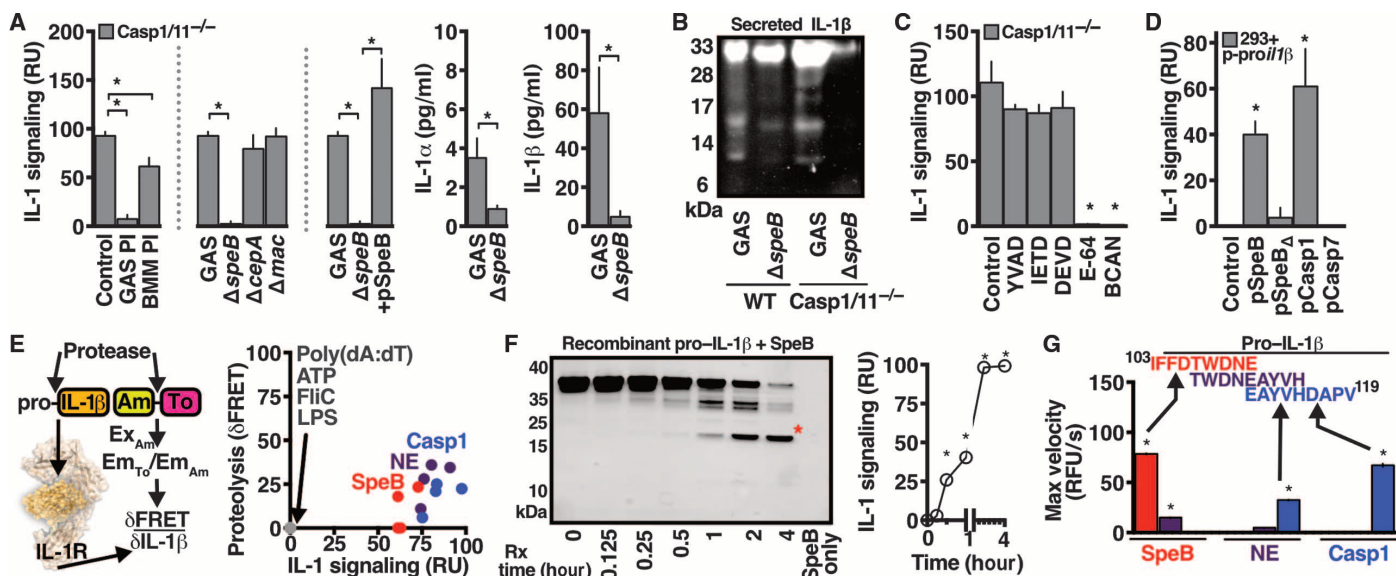 A
IL-1 signaling (RU)
200
150
100
50
0
Casp1/11−/−
*
*
Control
GAS PI
BMM PI
*
GAS
ΔspeB
ΔcepA
Δmac
*
*
GAS
ΔspeB
+pSpeB
IL-1α (pg/ml)
8
6
4
2
0
*
GAS
ΔspeB
IL-1β (pg/ml)
100
80
60
40
20
0
*
GAS
ΔspeB
B
Secreted IL-1β
33
28
17
14
6
kDa
GAS
ΔspeB
GAS
ΔspeB
WT
Casp1/11−/−
C
IL-1 signaling (RU)
150
100
50
0
Casp1/11−/−
* *
Control
YVAD
IETD
DEVD
E-64
BCAN
D
IL-1 signaling (RU)
80
60
40
20
0
293+
p-proil1β
*
*
Control
pSpeB
pSpeBΔ
pCasp1
pCasp7
E
Protease
pro-
IL-1β
Am
To
ExAm
EmTo/EmAm
δFRET
δIL-1β
IL-1R
Proteolysis (δFRET)
100
75
50
25
0
Poly(dA:dT)
ATP
FliC
LPS
Casp1
NE
SpeB
0 25 50 75 100
IL-1 signaling (RU)
F
Recombinant pro–IL-1β + SpeB
40
35
25
15
10
kDa
*
Rx
time (hour)
0
0.125
0.25
0.5
1
2
4
SpeB
only
IL-1 signaling (RU)
100
75
50
25
0
* * * *
0 1 4
Time (hour)
G
Pro-IL-1β
103IFFDTWDNE
TWDNEAYVH
EAYVHDAPV119
Max velocity
(RFU/s)
150
100
50
0
*
*
*
*
SpeB
NE
Casp1